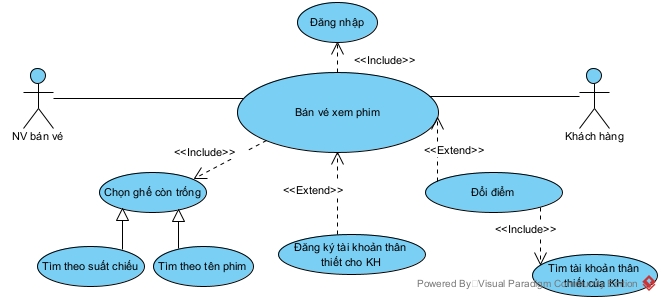 Đăng nhập
<<Include>>
Bán vé xem phim
NV bán vé
Khách hàng
<<Include>>
<<Extend>>
<<Extend>>
Chọn ghế còn trống
Đổi điểm
<<Include>>
Đăng ký tài khoản thân
thiết cho KH
Tìm theo suất chiếu
Tìm theo tên phim
Tìm tài khoản thân
thiết của KH
Powered By Visual Paradigm Community Edition